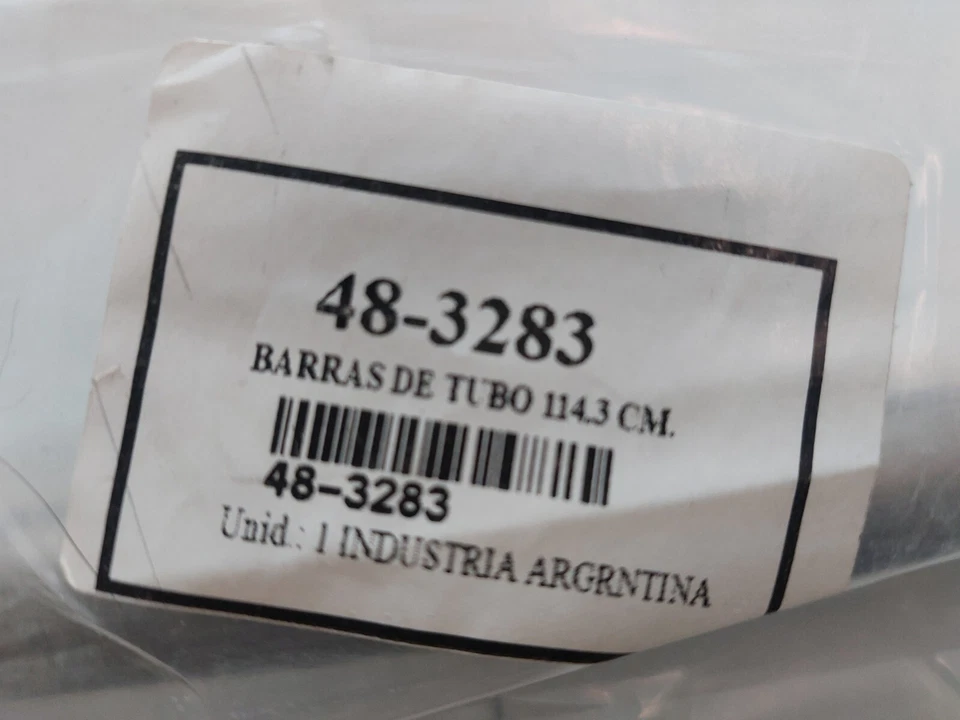 48-3283
BARRAS DE TUBO 114.3 CM.
48-3283
Unid.: 1 INDUSTRIA ARGRNTINA